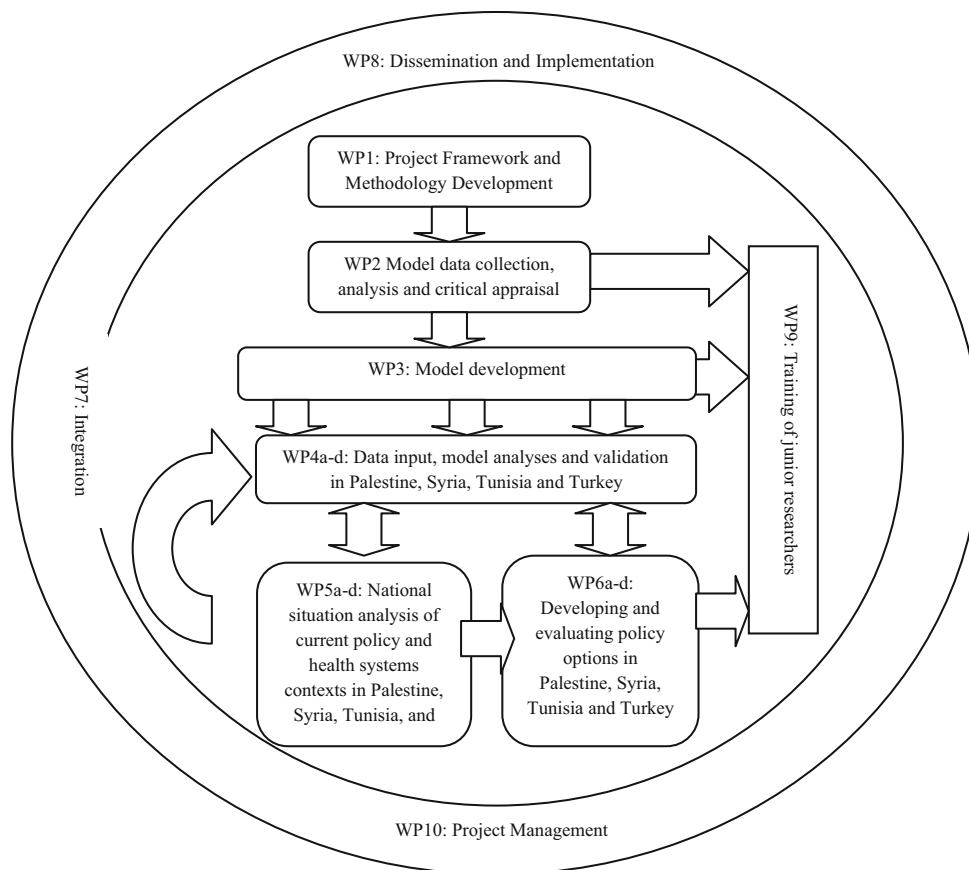 WP8: Dissemination and Implementation
WP1: Project Framework and
Methodology Development
WP2 Model data collection,
analysis and critical appraisal
WP3: Model development
WP4a-d: Data input, model analyses and validation
in Palestine, Syria, Tunisia and Turkey
WP5a-d: National
situation analysis of
current policy and
health systems
contexts in Palestine,
Syria, Tunisia, and
WP6a-d:
Developing and
evaluating policy
options in
Palestine, Syria,
Tunisia and Turkey
WP7: Integration
WP9: Training of junior researchers
WP10: Project Management